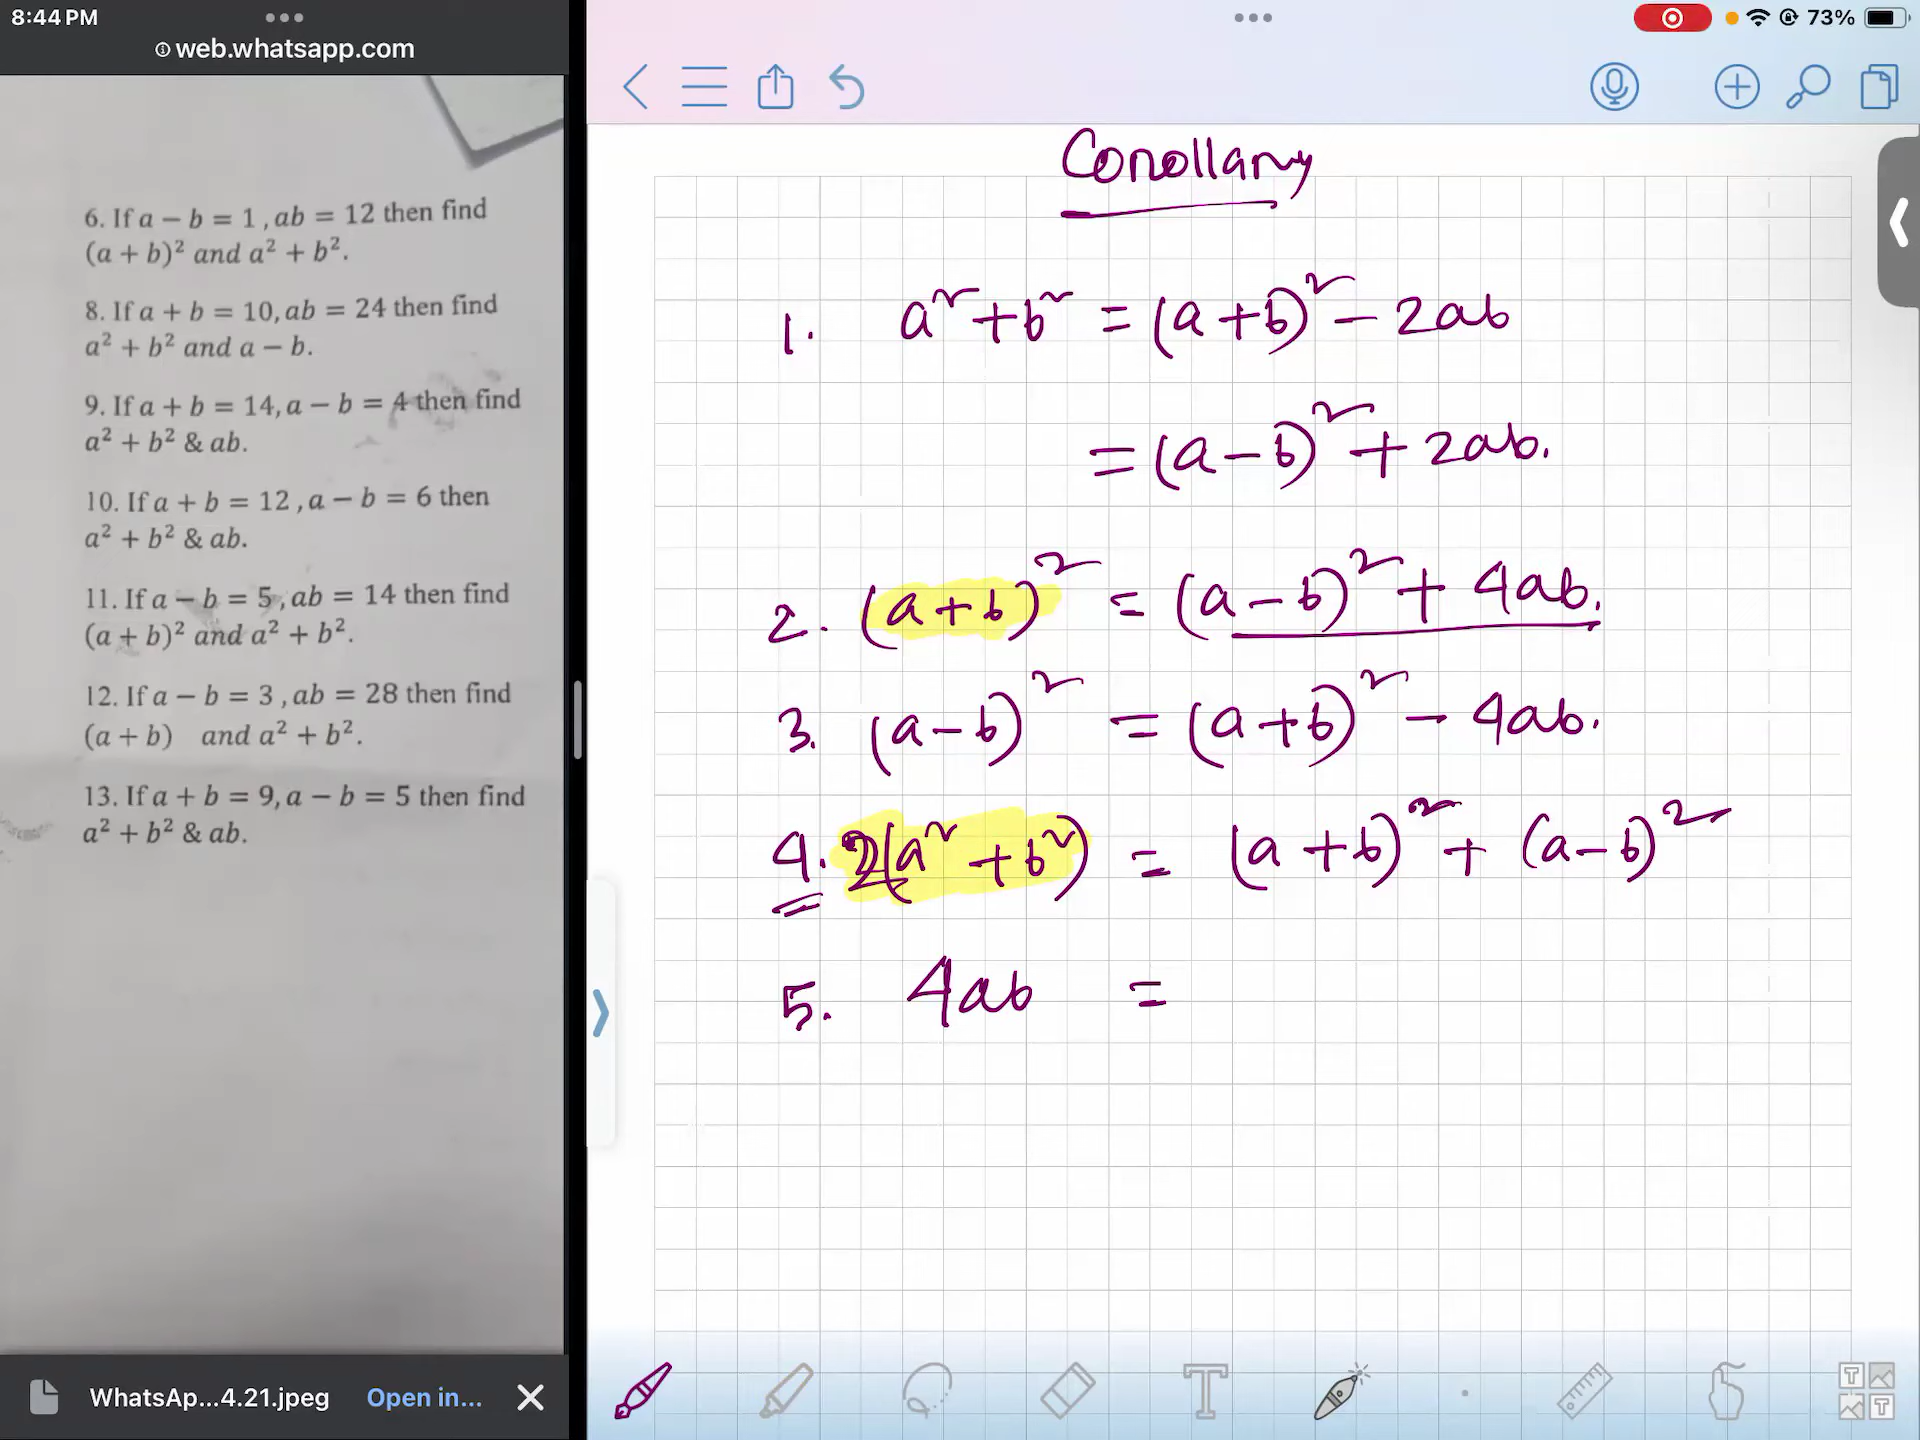 8:44 PM
web.whatsapp.com
73%
6. If a − b = 1 , ab = 12 then find
(a + b)² and a² + b².
8. If a + b = 10, ab = 24 then find
a² + b² and a − b.
9. If a + b = 14, a − b = 4 then find
a² + b² & ab.
10. If a + b = 12 , a − b = 6 then
a² + b² & ab.
11. If a − b = 5 , ab = 14 then find
(a + b)² and a² + b².
12. If a − b = 3 , ab = 28 then find
(a + b) and a² + b².
13. If a + b = 9, a − b = 5 then find
a² + b² & ab.
WhatsAp...4.21.jpeg Open in...
Corollary
1. a² + b² = (a + b)² − 2ab
= (a − b)² + 2ab.
2. (a + b)² = (a − b)² + 4ab.
3. (a − b)² = (a + b)² − 4ab.
4. 2(a² + b²) = (a + b)² + (a − b)²
5. 4ab =